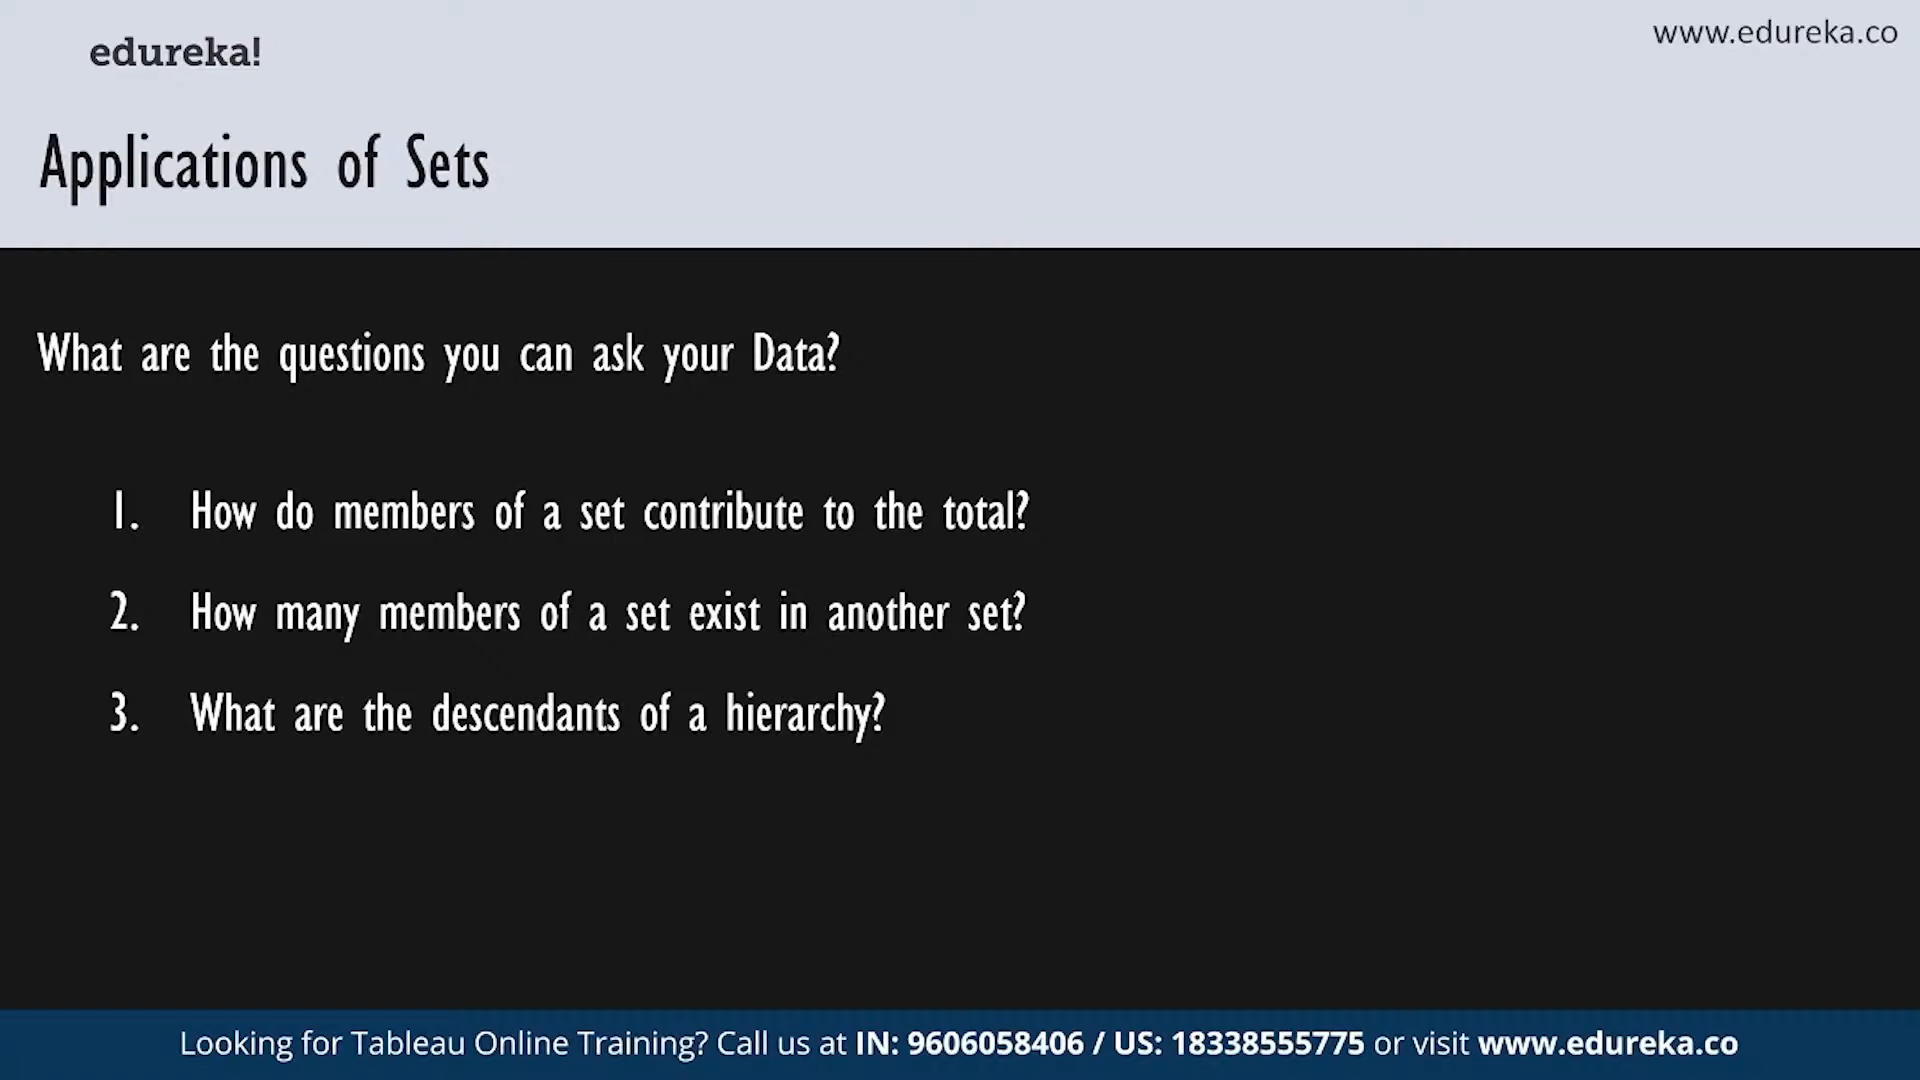 edureka!
www.edureka.co
Applications of Sets
What are the questions you can ask your Data?
1. How do members of a set contribute to the total?
2. How many members of a set exist in another set?
3. What are the descendants of a hierarchy?
Looking for Tableau Online Training? Call us at IN: 9606058406 / US: 18338555775 or visit www.edureka.co